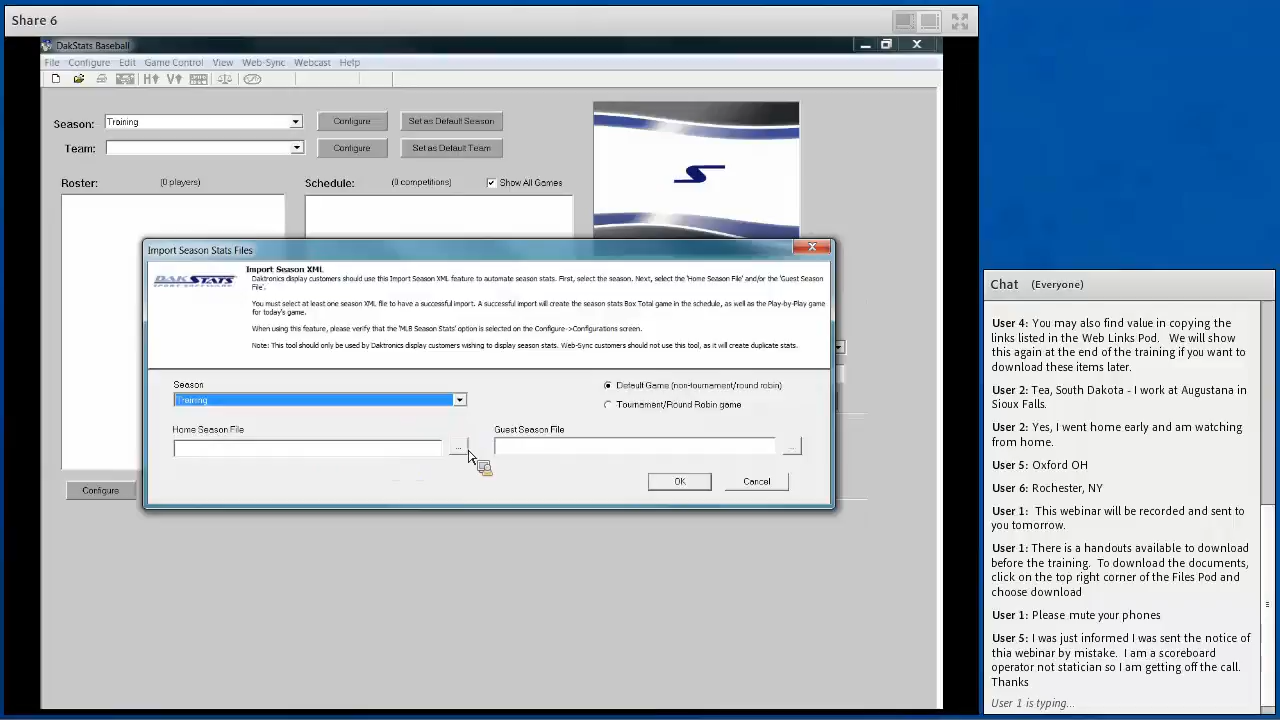 Share 6
DakStats Baseball
File Configure Edit Game Control View Web-Sync Webcast Help
Season: Training Configure Set as Default Season
Team: Configure Set as Default Team
Roster: (0 players) Schedule: (0 competitions) Show All Games
Import Season Stats Files
DAKSTATS
Import Season XML
Daktronics display customers should use this Import Season XML feature to automate season stats. First, select the season. Next, select the 'Home Season File' and/or the 'Guest Season
File'.
You must select at least one season XML file to have a successful import. A successful import will create the season stats Box Total game in the schedule, as well as the Play-by-Play game
for today's game.
When using this feature, please verify that the 'MLB Season Stats' option is selected on the Configure->Configurations screen.
Note: This tool should only be used by Daktronics display customers wishing to display season stats. Web-Sync customers should not use this tool, as it will create duplicate stats.
Season
Training
Default Game (non-tournament/round robin)
Tournament/Round Robin game
Home Season File
...
Guest Season File
...
OK Cancel
Configure
Chat (Everyone)
User 4: You may also find value in copying the
links listed in the Web Links Pod. We will show
this again at the end of the training if you want to
download these items later.
User 2: Tea, South Dakota - I work at Augustana in
Sioux Falls.
User 2: Yes, I went home early and am watching
from home.
User 5: Oxford OH
User 6: Rochester, NY
User 1: This webinar will be recorded and sent to
you tomorrow.
User 1: There is a handouts available to download
before the training. To download the documents,
click on the top right corner of the Files Pod and
choose download
User 1: Please mute your phones
User 5: I was just informed I was sent the notice of
thia webinar by mistake. I am a scoreboard
operator not statician so I am getting off the call.
Thanks
User 1 is typing...